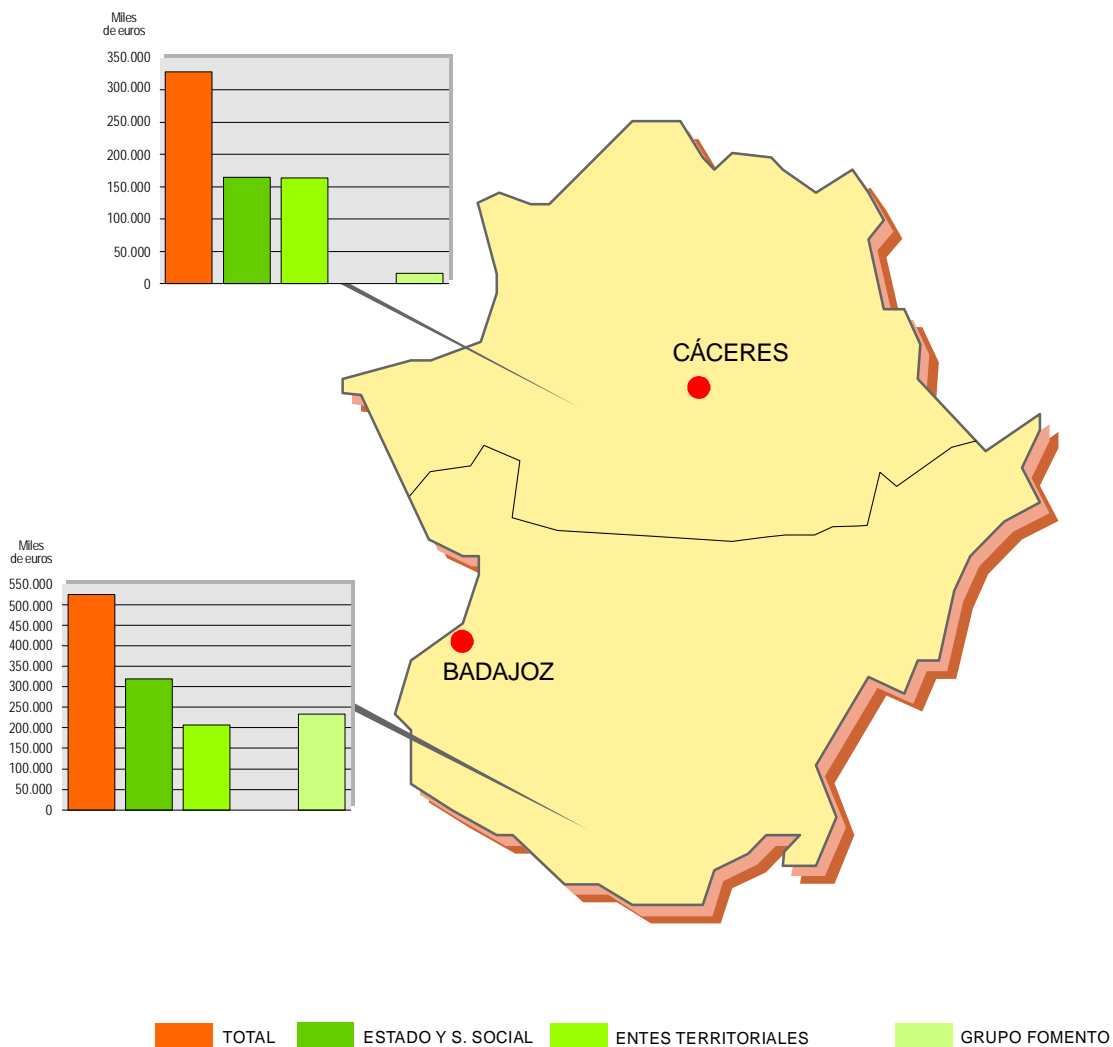 Miles
de euros
350.000
300.000
250.000
200.000
150.000
100.000
50.000
0
CÁCERES
Miles
de euros
550.000
500.000
450.000
400.000
350.000
300.000
250.000
200.000
150.000
100.000
50.000
0
BADAJOZ
TOTAL ESTADO Y S. SOCIAL ENTES TERRITORIALES GRUPO FOMENTO